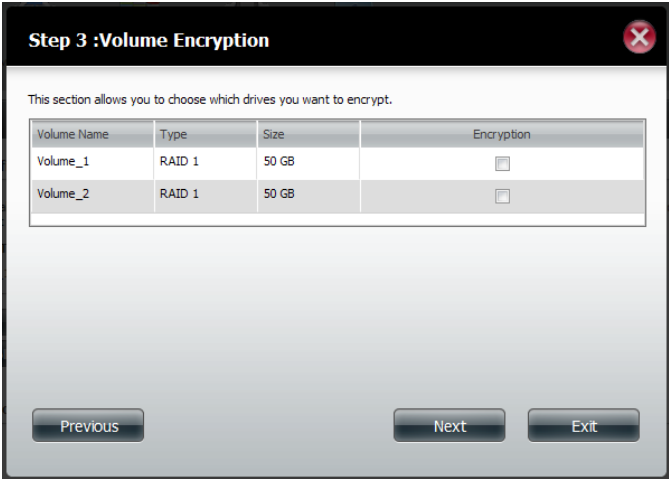 Step 3 :Volume Encryption
This section allows you to choose which drives you want to encrypt.
Volume Name Type Size Encryption
Volume_1 RAID 1 50 GB
Volume_2 RAID 1 50 GB
Previous Next Exit